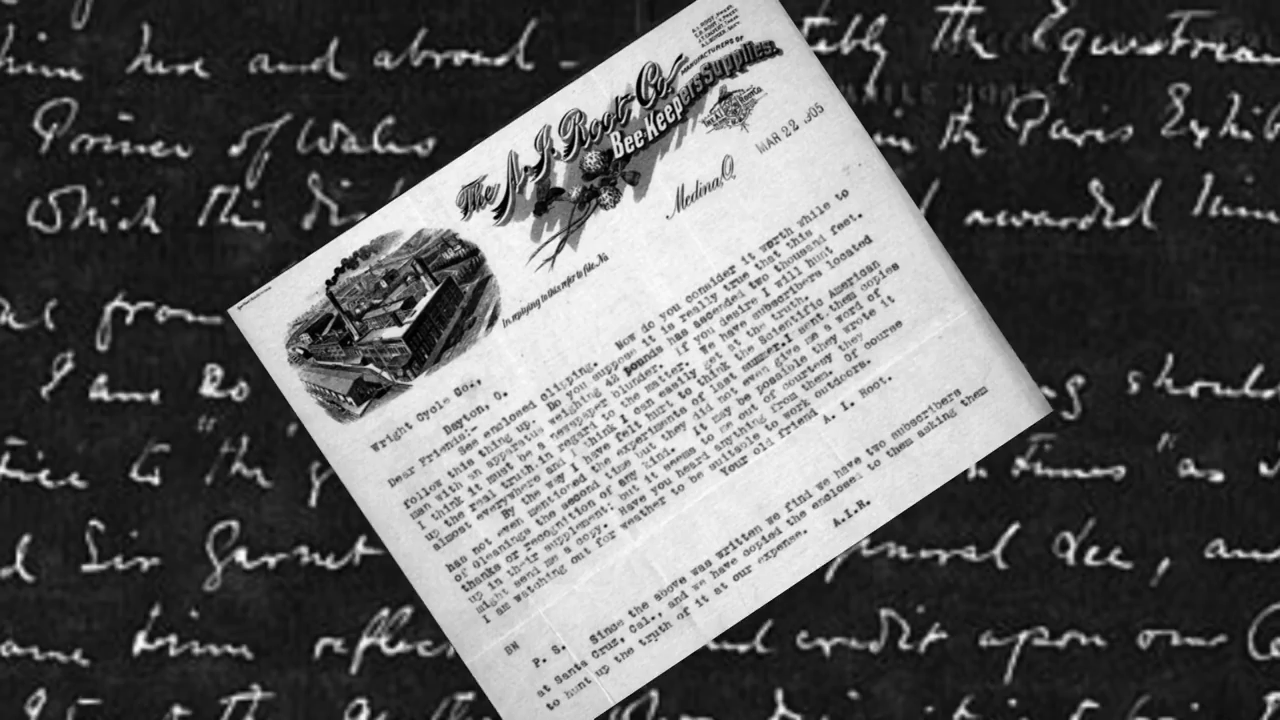 him here and abroad -
tibly the Equestrian
Prince of Wales
in the Paris Exhib
Which this
awarded him
from
I am so
should
tice to "the
Times" as
Sir Garnet
General Lee, and
him
and credit upon our
The A. I. Root Co.
MANUFACTURERS OF
Bee-Keepers Supplies.
MAR 22 .905
Medina, O.
In replying to this refer to file No
Wright Cycle Co.,
Dayton, O.
Dear Friends:-
See enclosed clipping. Now do you consider it worth while to
follow this thing up. Do you suppose it is really true that this
man with an apparatus weighing 42 pounds has ascended two thousand feet.
I think it must be a newspaper blunder. If you desire I will hunt
up the real truth in regard to the matter. We have subscribers located
almost everywhere and I think I can easily get at the truth.
By the way I have felt hurt to think the Scientific American
has not even mentioned the experiments of last summer. I sent them copies
of Gleanings the second time but they did not even give me a word of
thanks or recognition of any kind. It may be possible they wrote it
up in their supplement; but it seems to me out of courtesy they
might send me a copy. Have you heard anything from them. Of course
I am watching out for weather to be suitable to work outdoors.
Your old friend A. I. Root.
BN
P. S. Since the above was written we find we have two subscribers
at Santa Cruz, Cal., and we have copied the enclosed to them asking them
to hunt up the truth of it at our expense. A.I.R.